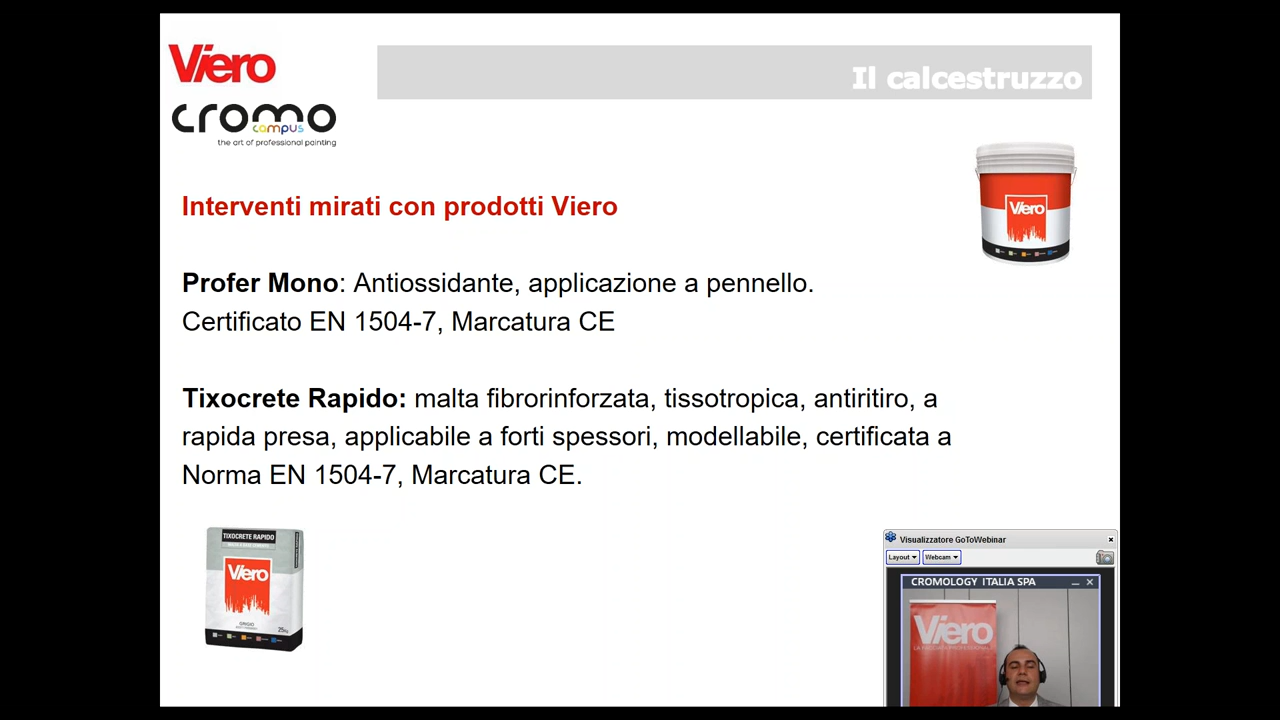 Viero
cromo
campus
the art of professional painting
Il calcestruzzo
Viero
Interventi mirati con prodotti Viero
Profer Mono: Antiossidante, applicazione a pennello.
Certificato EN 1504-7, Marcatura CE
Tixocrete Rapido: malta fibrorinforzata, tissotropica, antiritiro, a
rapida presa, applicabile a forti spessori, modellabile, certificata a
Norma EN 1504-7, Marcatura CE.
TIXOCRETE RAPIDO
Viero
GRIGIO
25Kg
Visualizzatore GoToWebinar
Layout
Webcam
CROMOLOGY ITALIA SPA
Viero